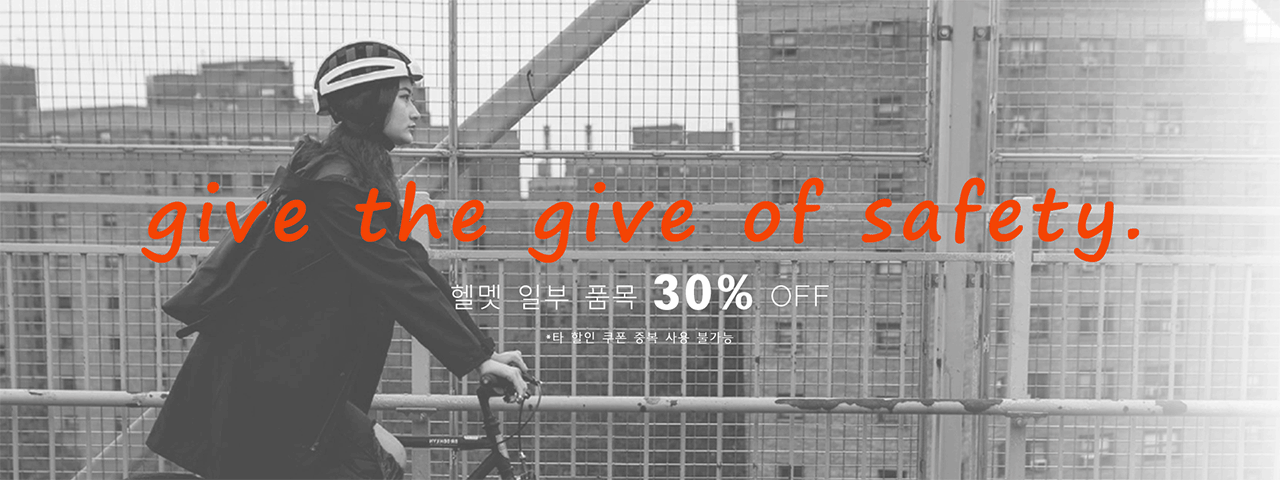 give the give of safety.
헬멧 일부 품목 30% OFF
*타 할인 쿠폰 중복 사용 불가능